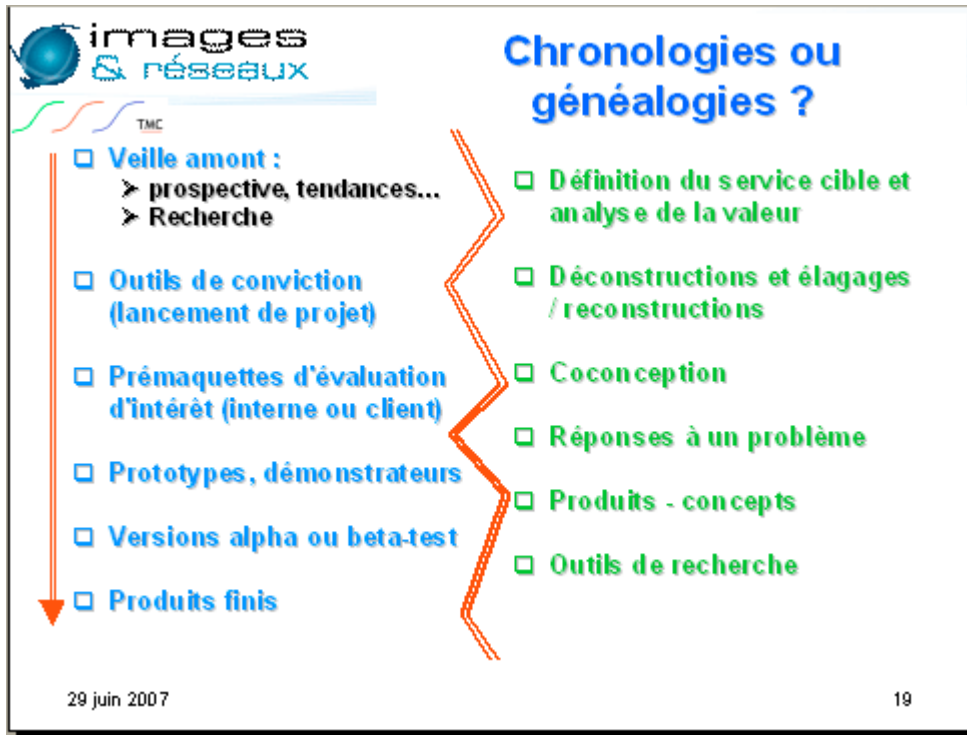 images
& réseaux
Chronologies ou
généalogies ?
TMC
❑ Veille amont :
➢ prospective, tendances...
➢ Recherche
❑ Outils de conviction
(lancement de projet)
❑ Prémaquettes d'évaluation
d'intérêt (interne ou client)
❑ Prototypes, démonstrateurs
❑ Versions alpha ou beta-test
❑ Produits finis
❑ Définition du service cible et
analyse de la valeur
❑ Déconstructions et élagages
/ reconstructions
❑ Coconception
❑ Réponses à un problème
❑ Produits - concepts
❑ Outils de recherche
29 juin 2007
19